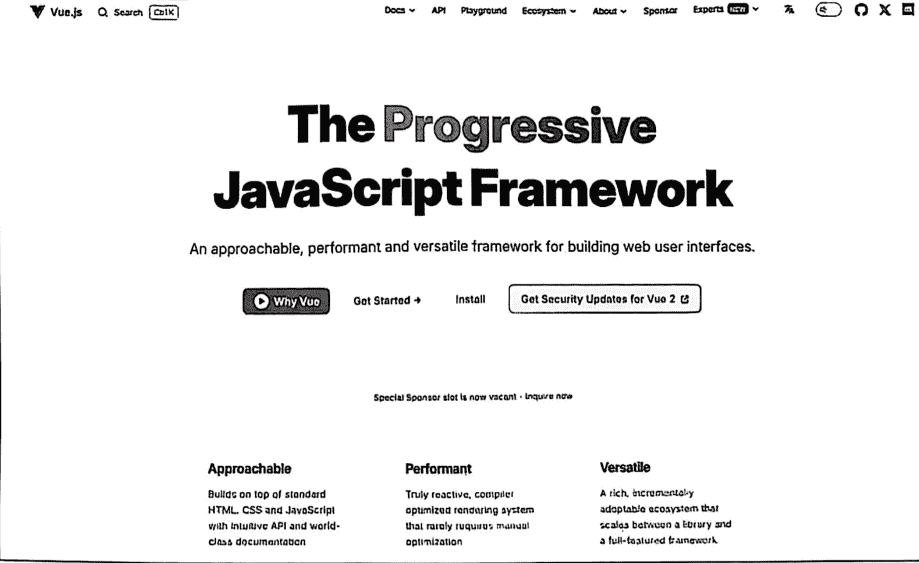 Vue.js Search Ctrl K Docs API Playground Ecosystem About Sponsor Experts NEW
The Progressive
JavaScript Framework
An approachable, performant and versatile framework for building web user interfaces.
Why Vue Get Started → Install Get Security Updates for Vue 2
Special Sponsor slot is now vacant - Inquire now
Approachable
Builds on top of standard
HTML, CSS and JavaScript
with intuitive API and world-
class documentation
Performant
Truly reactive, compiler
optimized rendering system
that rarely requires manual
optimization
Versatile
A rich, incrementally
adoptable ecosystem that
scales between a library and
a full-featured framework